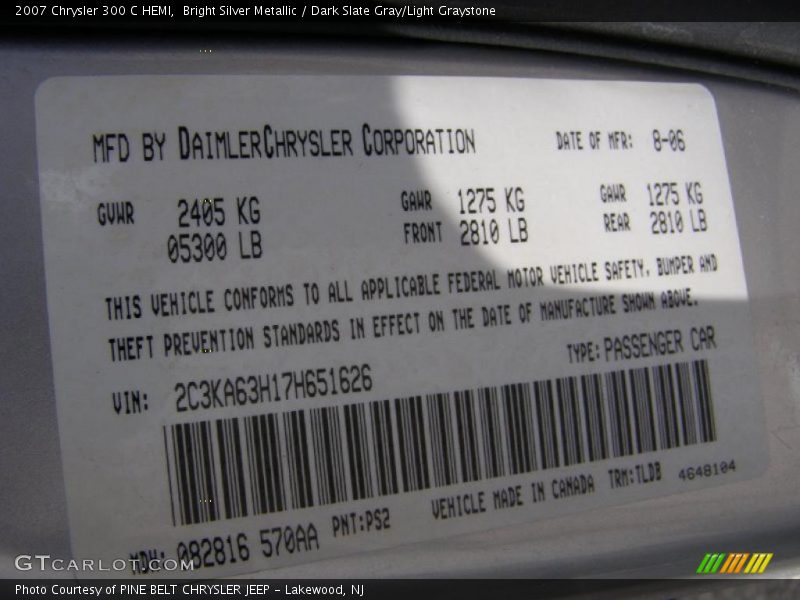 2007 Chrysler 300 C HEMI,  Bright Silver Metallic / Dark Slate Gray/Light Graystone
MFD BY DAIMLERCHRYSLER CORPORATION DATE OF MFR: 8-06
GVWR 2405 KG GAWR 1275 KG GAWR 1275 KG
05300 LB FRONT 2810 LB REAR 2810 LB
THIS VEHICLE CONFORMS TO ALL APPLICABLE FEDERAL MOTOR VEHICLE SAFETY, BUMPER AND
THEFT PREVENTION STANDARDS IN EFFECT ON THE DATE OF MANUFACTURE SHOWN ABOVE.
VIN: 2C3KA63H17H651626 TYPE: PASSENGER CAR
MDH: 082816 570AA PNT:PS2 VEHICLE MADE IN CANADA TRM:TLDB 4648104
GTCARLOT.COM
Photo Courtesy of PINE BELT CHRYSLER JEEP - Lakewood, NJ